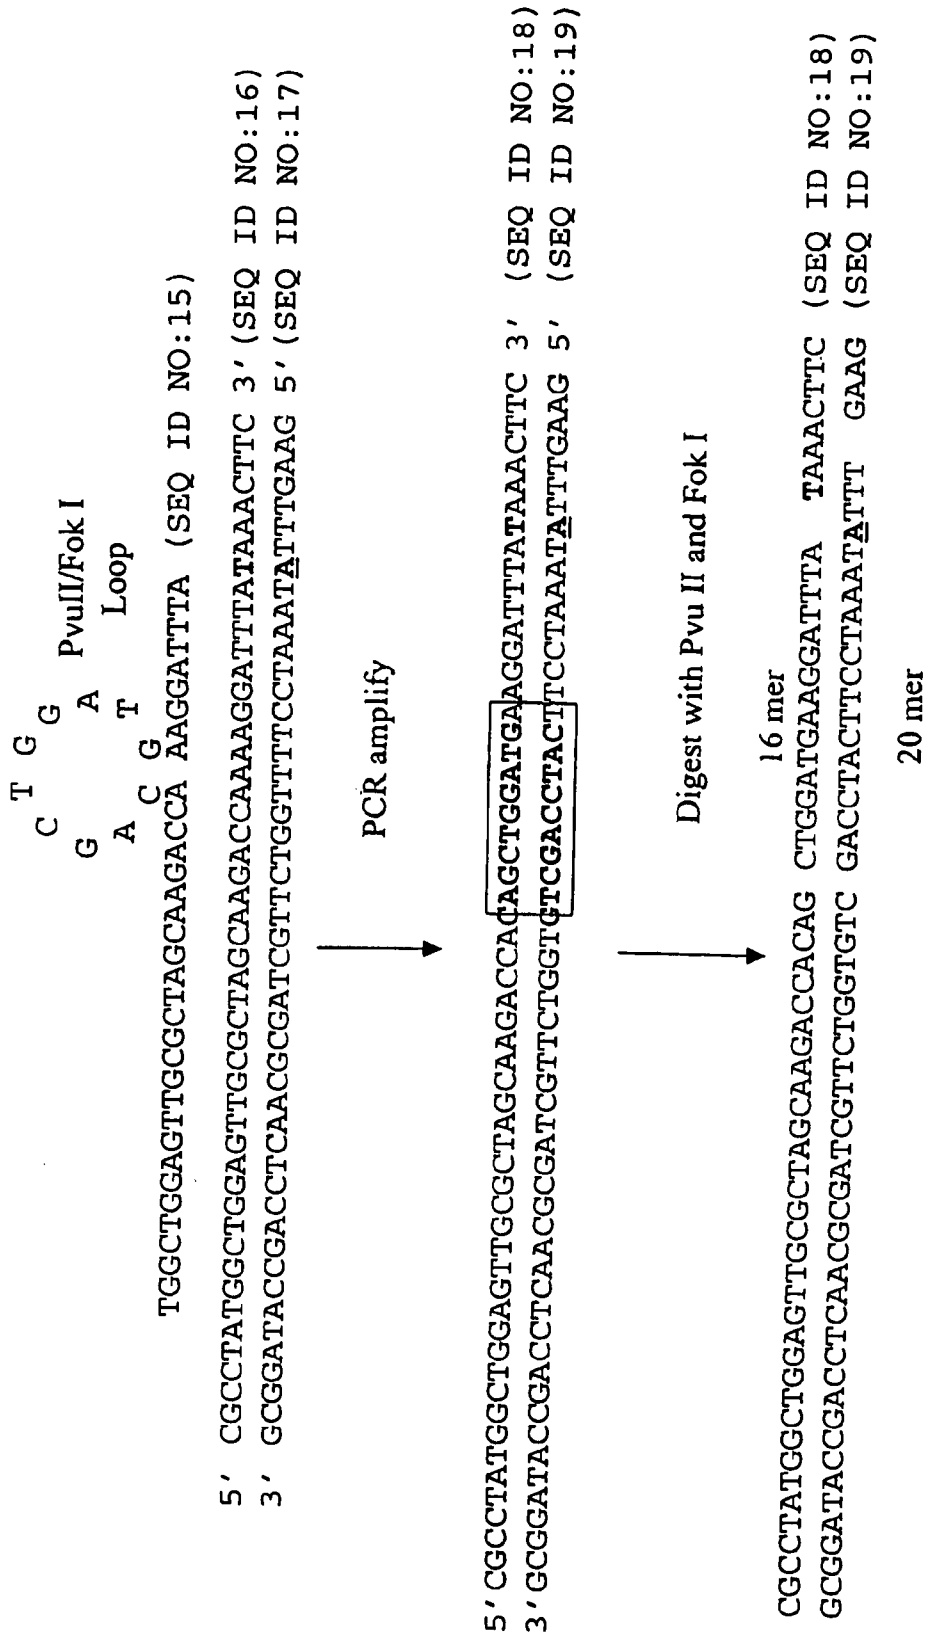 T G
C G
PvuII/Fok I
G A
Loop
A T
C G
TGGCTGGAGTTGCGCTAGCAAGACCA AAGGATTTA (SEQ ID NO:15)
5' CGCCTATGGCTGGAGTTGCGCTAGCAAGACCAAAAGGATTTATAAACTTC 3' (SEQ ID NO:16)
3' GCGGATACCGACCTCAACGCGATCGTTCTGGTTTTCCTAAATATTTGAAG 5' (SEQ ID NO:17)
PCR amplify
5'CGCCTATGGCTGGAGTTGCGCTAGCAAGACCACAGCTGGATGAAGGATTTATAAACTTC 3' (SEQ ID NO:18)
3'GCGGATACCGACCTCAACGCGATCGTTCTGGTGTCGACCTACTTCCTAAATATTTGAAG 5' (SEQ ID NO:19)
Digest with Pvu II and Fok I
16 mer
CGCCTATGGCTGGAGTTGCGCTAGCAAGACCACAG CTGGATGAAGGATTTA TAAACTTC (SEQ ID NO:18)
GCGGATACCGACCTCAACGCGATCGTTCTGGTGTC GACCTACTTCCTAAATATTT GAAG (SEQ ID NO:19)
20 mer